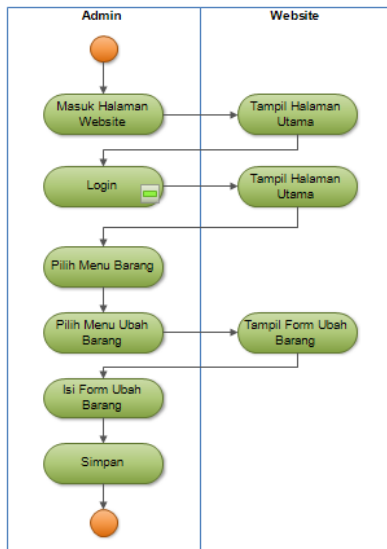 Admin
Website
Masuk Halaman
Website
Tampil Halaman
Utama
Login
Tampil Halaman
Utama
Pilih Menu Barang
Pilih Menu Ubah
Barang
Tampil Form Ubah
Barang
Isi Form Ubah
Barang
Simpan